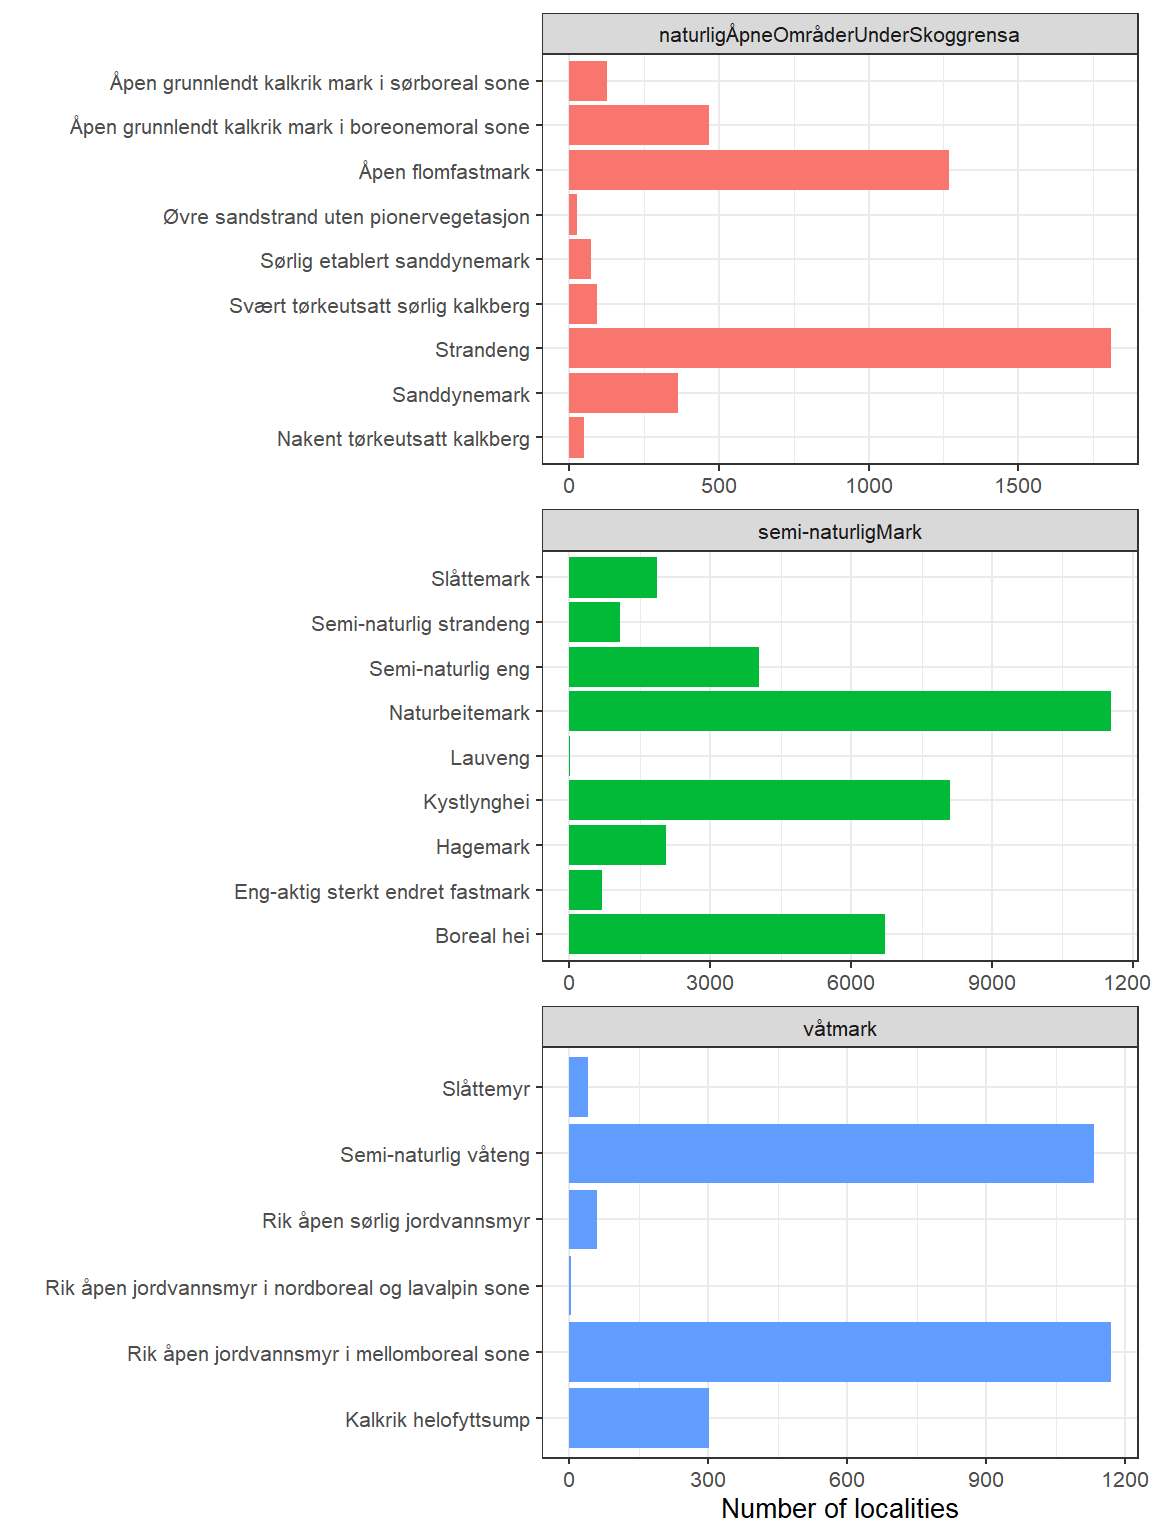 naturligÅpneOmråderUnderSkoggrensa
Åpen grunnlendt kalkrik mark i sørboreal sone
Åpen grunnlendt kalkrik mark i boreonemoral sone
Åpen flomfastmark
Øvre sandstrand uten pionervegetasjon
Sørlig etablert sanddynemark
Svært tørkeutsatt sørlig kalkberg
Strandeng
Sanddynemark
Nakent tørkeutsatt kalkberg
0 500 1000 1500
semi-naturligMark
Slåttemark
Semi-naturlig strandeng
Semi-naturlig eng
Naturbeitemark
Lauveng
Kystlynghei
Hagemark
Eng-aktig sterkt endret fastmark
Boreal hei
0 3000 6000 9000 1200
våtmark
Slåttemyr
Semi-naturlig våteng
Rik åpen sørlig jordvannsmyr
Rik åpen jordvannsmyr i nordboreal og lavalpin sone
Rik åpen jordvannsmyr i mellomboreal sone
Kalkrik helofyttsump
0 300 600 900 1200
Number of localities